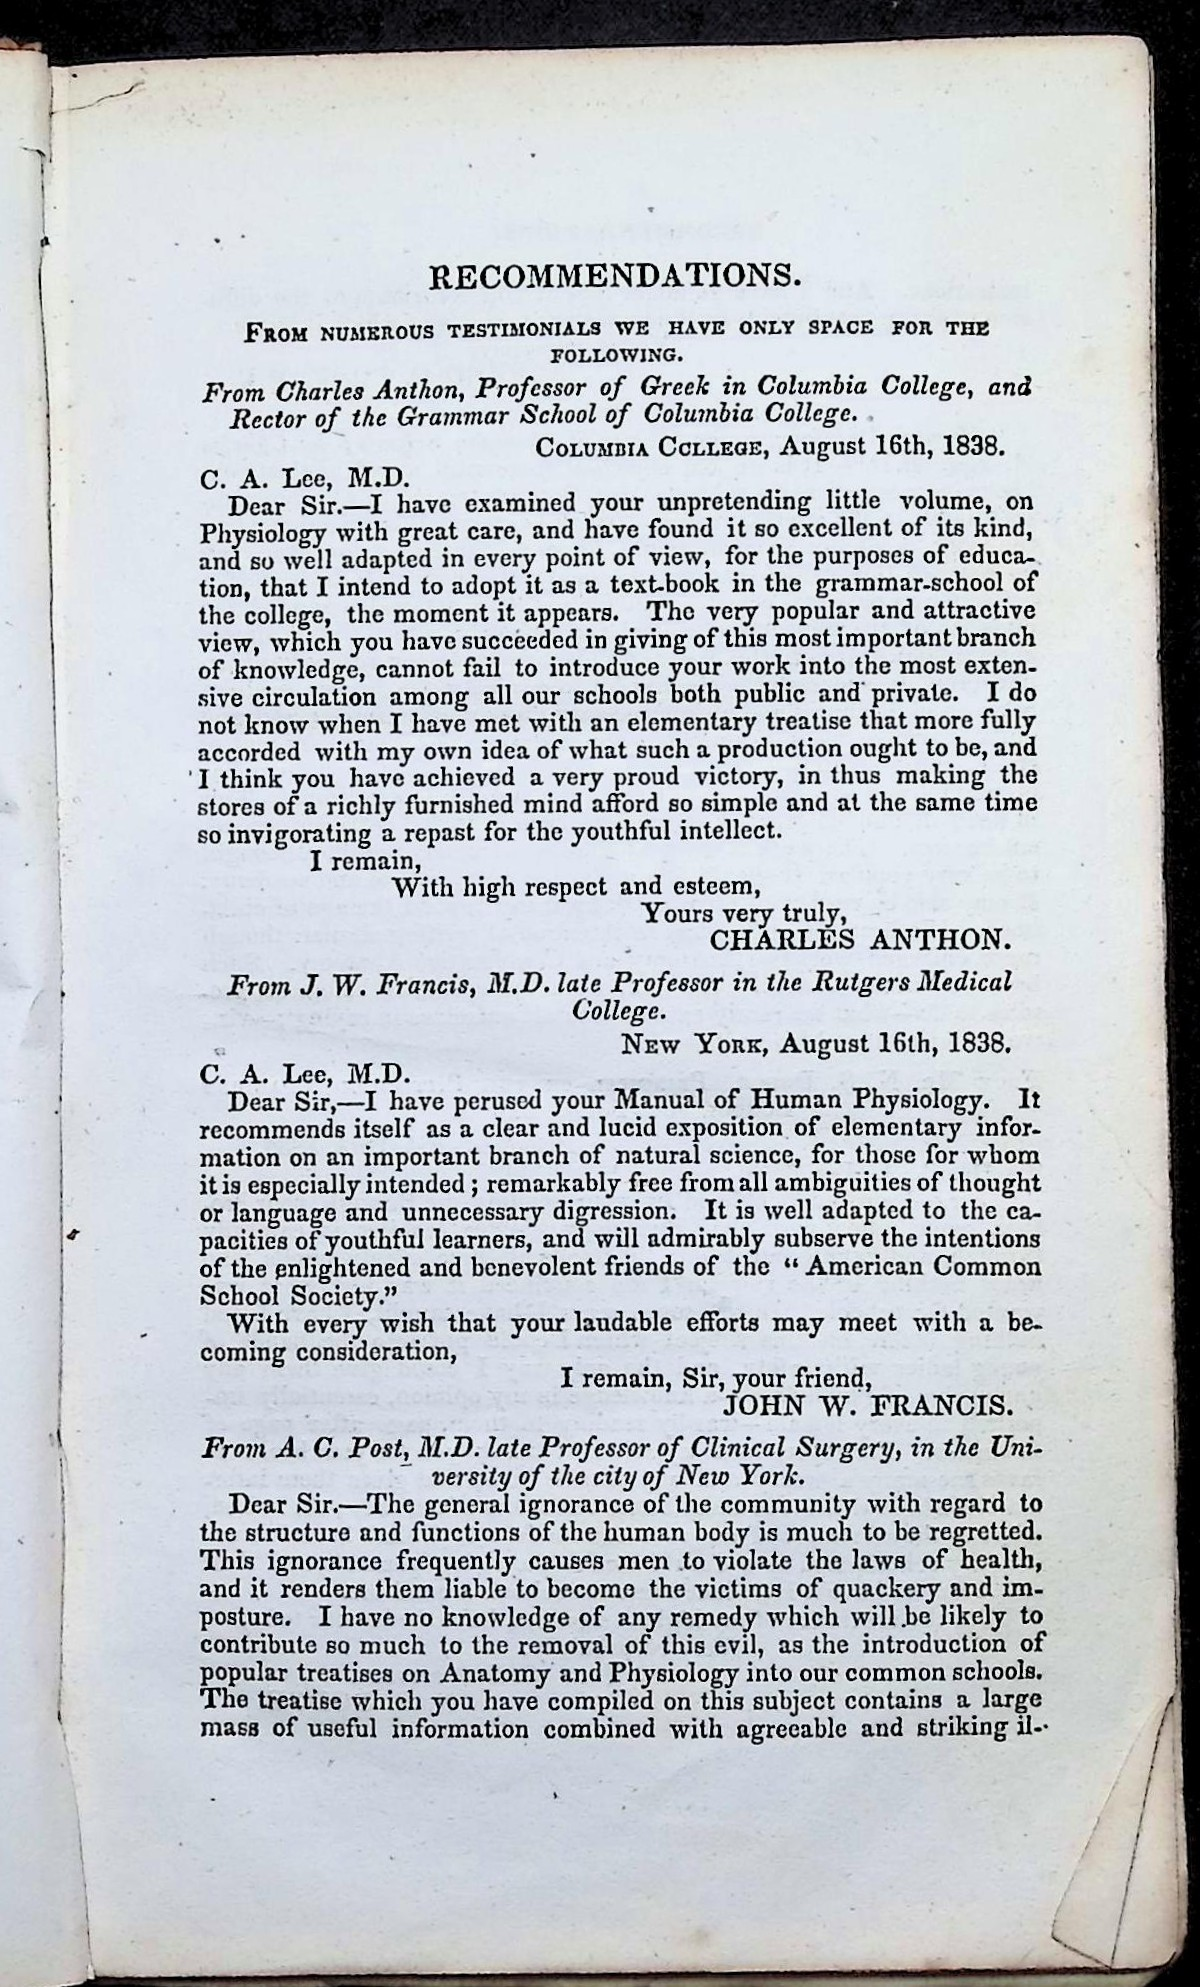 RECOMMENDATIONS.
FROM NUMEROUS TESTIMONIALS WE HAVE ONLY SPACE FOR THE
FOLLOWING.
From Charles Anthon, Professor of Greek in Columbia College, and
Rector of the Grammar School of Columbia College.
COLUMBIA COLLEGE, August 16th, 1838.
C. A. Lee, M.D.
Dear Sir.—I have examined your unpretending little volume, on
Physiology with great care, and have found it so excellent of its kind,
and so well adapted in every point of view, for the purposes of educa-
tion, that I intend to adopt it as a text-book in the grammar-school of
the college, the moment it appears. The very popular and attractive
view, which you have succeeded in giving of this most important branch
of knowledge, cannot fail to introduce your work into the most exten-
sive circulation among all our schools both public and private. I do
not know when I have met with an elementary treatise that more fully
accorded with my own idea of what such a production ought to be, and
I think you have achieved a very proud victory, in thus making the
stores of a richly furnished mind afford so simple and at the same time
so invigorating a repast for the youthful intellect.
I remain,
With high respect and esteem,
Yours very truly,
CHARLES ANTHON.
From J. W. Francis, M.D. late Professor in the Rutgers Medical
College.
NEW YORK, August 16th, 1838.
C. A. Lee, M.D.
Dear Sir,—I have perused your Manual of Human Physiology. It
recommends itself as a clear and lucid exposition of elementary infor-
mation on an important branch of natural science, for those for whom
it is especially intended; remarkably free from all ambiguities of thought
or language and unnecessary digression. It is well adapted to the ca-
pacities of youthful learners, and will admirably subserve the intentions
of the enlightened and benevolent friends of the “ American Common
School Society.”
With every wish that your laudable efforts may meet with a be-
coming consideration,
I remain, Sir, your friend,
JOHN W. FRANCIS.
From A. C. Post, M.D. late Professor of Clinical Surgery, in the Uni-
versity of the city of New York.
Dear Sir.—The general ignorance of the community with regard to
the structure and functions of the human body is much to be regretted.
This ignorance frequently causes men to violate the laws of health,
and it renders them liable to become the victims of quackery and im-
posture. I have no knowledge of any remedy which will be likely to
contribute so much to the removal of this evil, as the introduction of
popular treatises on Anatomy and Physiology into our common schools.
The treatise which you have compiled on this subject contains a large
mass of useful information combined with agreeable and striking il-